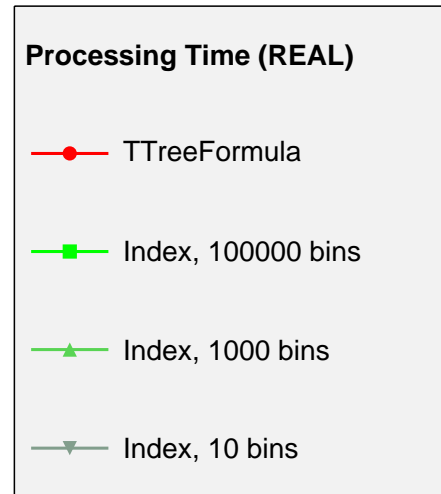 Processing Time (REAL)
TTreeFormula
Index, 100000 bins
Index, 1000 bins
Index, 10 bins